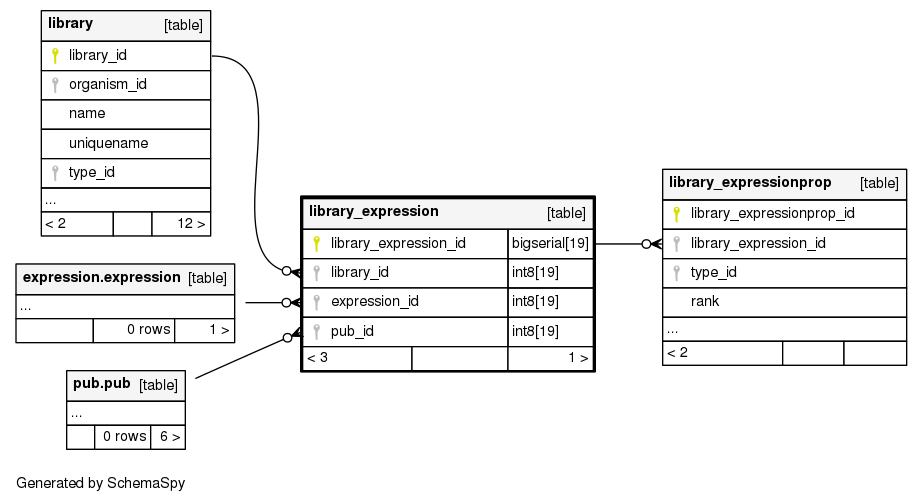 library [table]
library_id
organism_id
name
uniquename
type_id
...
< 2 12 >
expression.expression [table]
...
0 rows 1 >
pub.pub [table]
...
0 rows 6 >
library_expression [table]
library_expression_id bigserial[19]
library_id int8[19]
expression_id int8[19]
pub_id int8[19]
< 3 1 >
library_expressionprop [table]
library_expressionprop_id
library_expression_id
type_id
rank
...
< 2
Generated by SchemaSpy